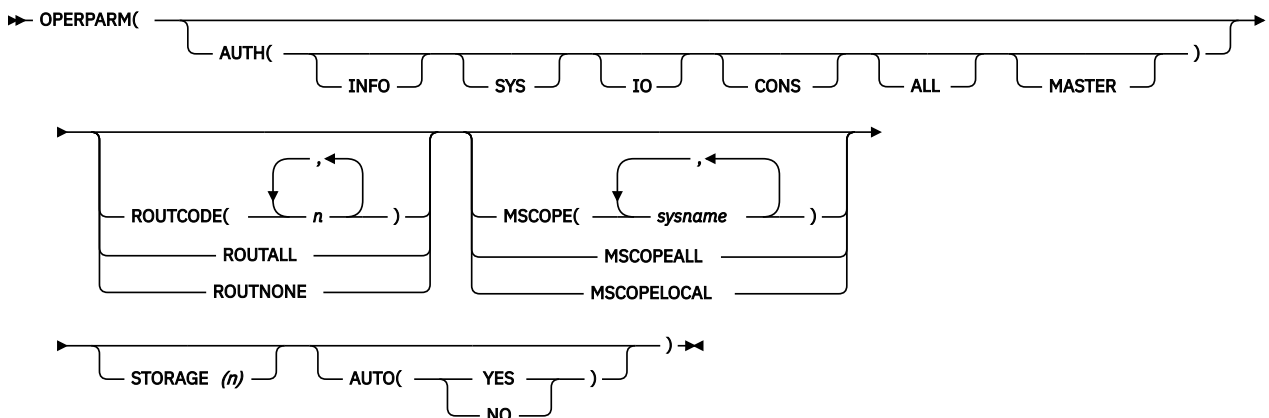 OPERPARM(
AUTH( )
INFO SYS IO CONS ALL MASTER
, ,
ROUTCODE( n ) MSCOPE( sysname )
ROUTALL MSCOPEALL
ROUTNONE MSCOPELOCAL
)
STORAGE (n) AUTO( YES )
NO